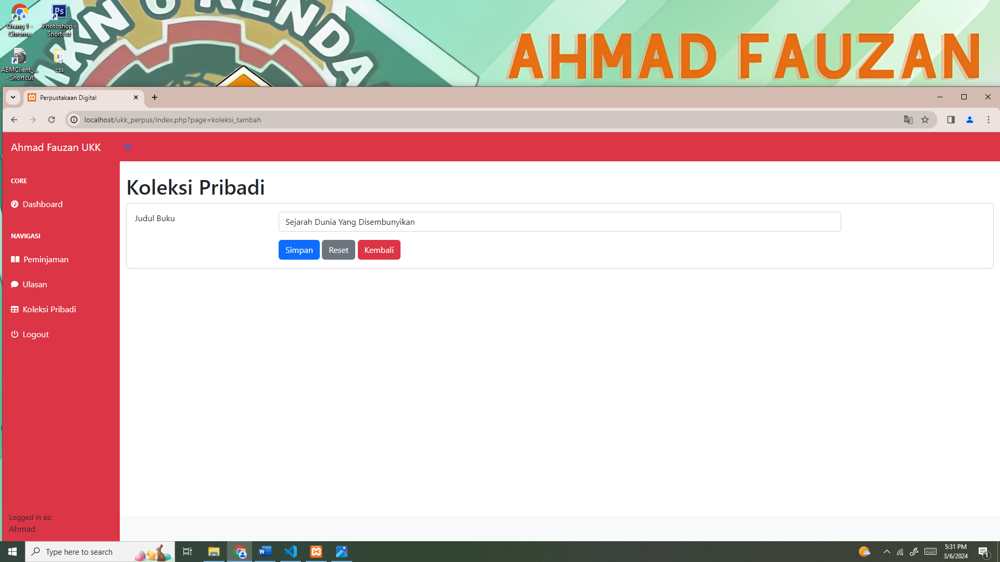 AHMAD FAUZAN
Orang 1 -
Chrome
Photoshop -
Shortcut
ABMClient_...
- Shortcut
css
Perpustakaan Digital
localhost/ukk_perpus/index.php?page=koleksi_tambah
Ahmad Fauzan UKK
CORE
Dashboard
NAVIGASI
Peminjaman
Ulasan
Koleksi Pribadi
Logout
Logged in as:
Ahmad
Koleksi Pribadi
Judul Buku
Sejarah Dunia Yang Disembunyikan
Simpan
Reset
Kembali
Type here to search
5:31 PM
3/6/2024
1